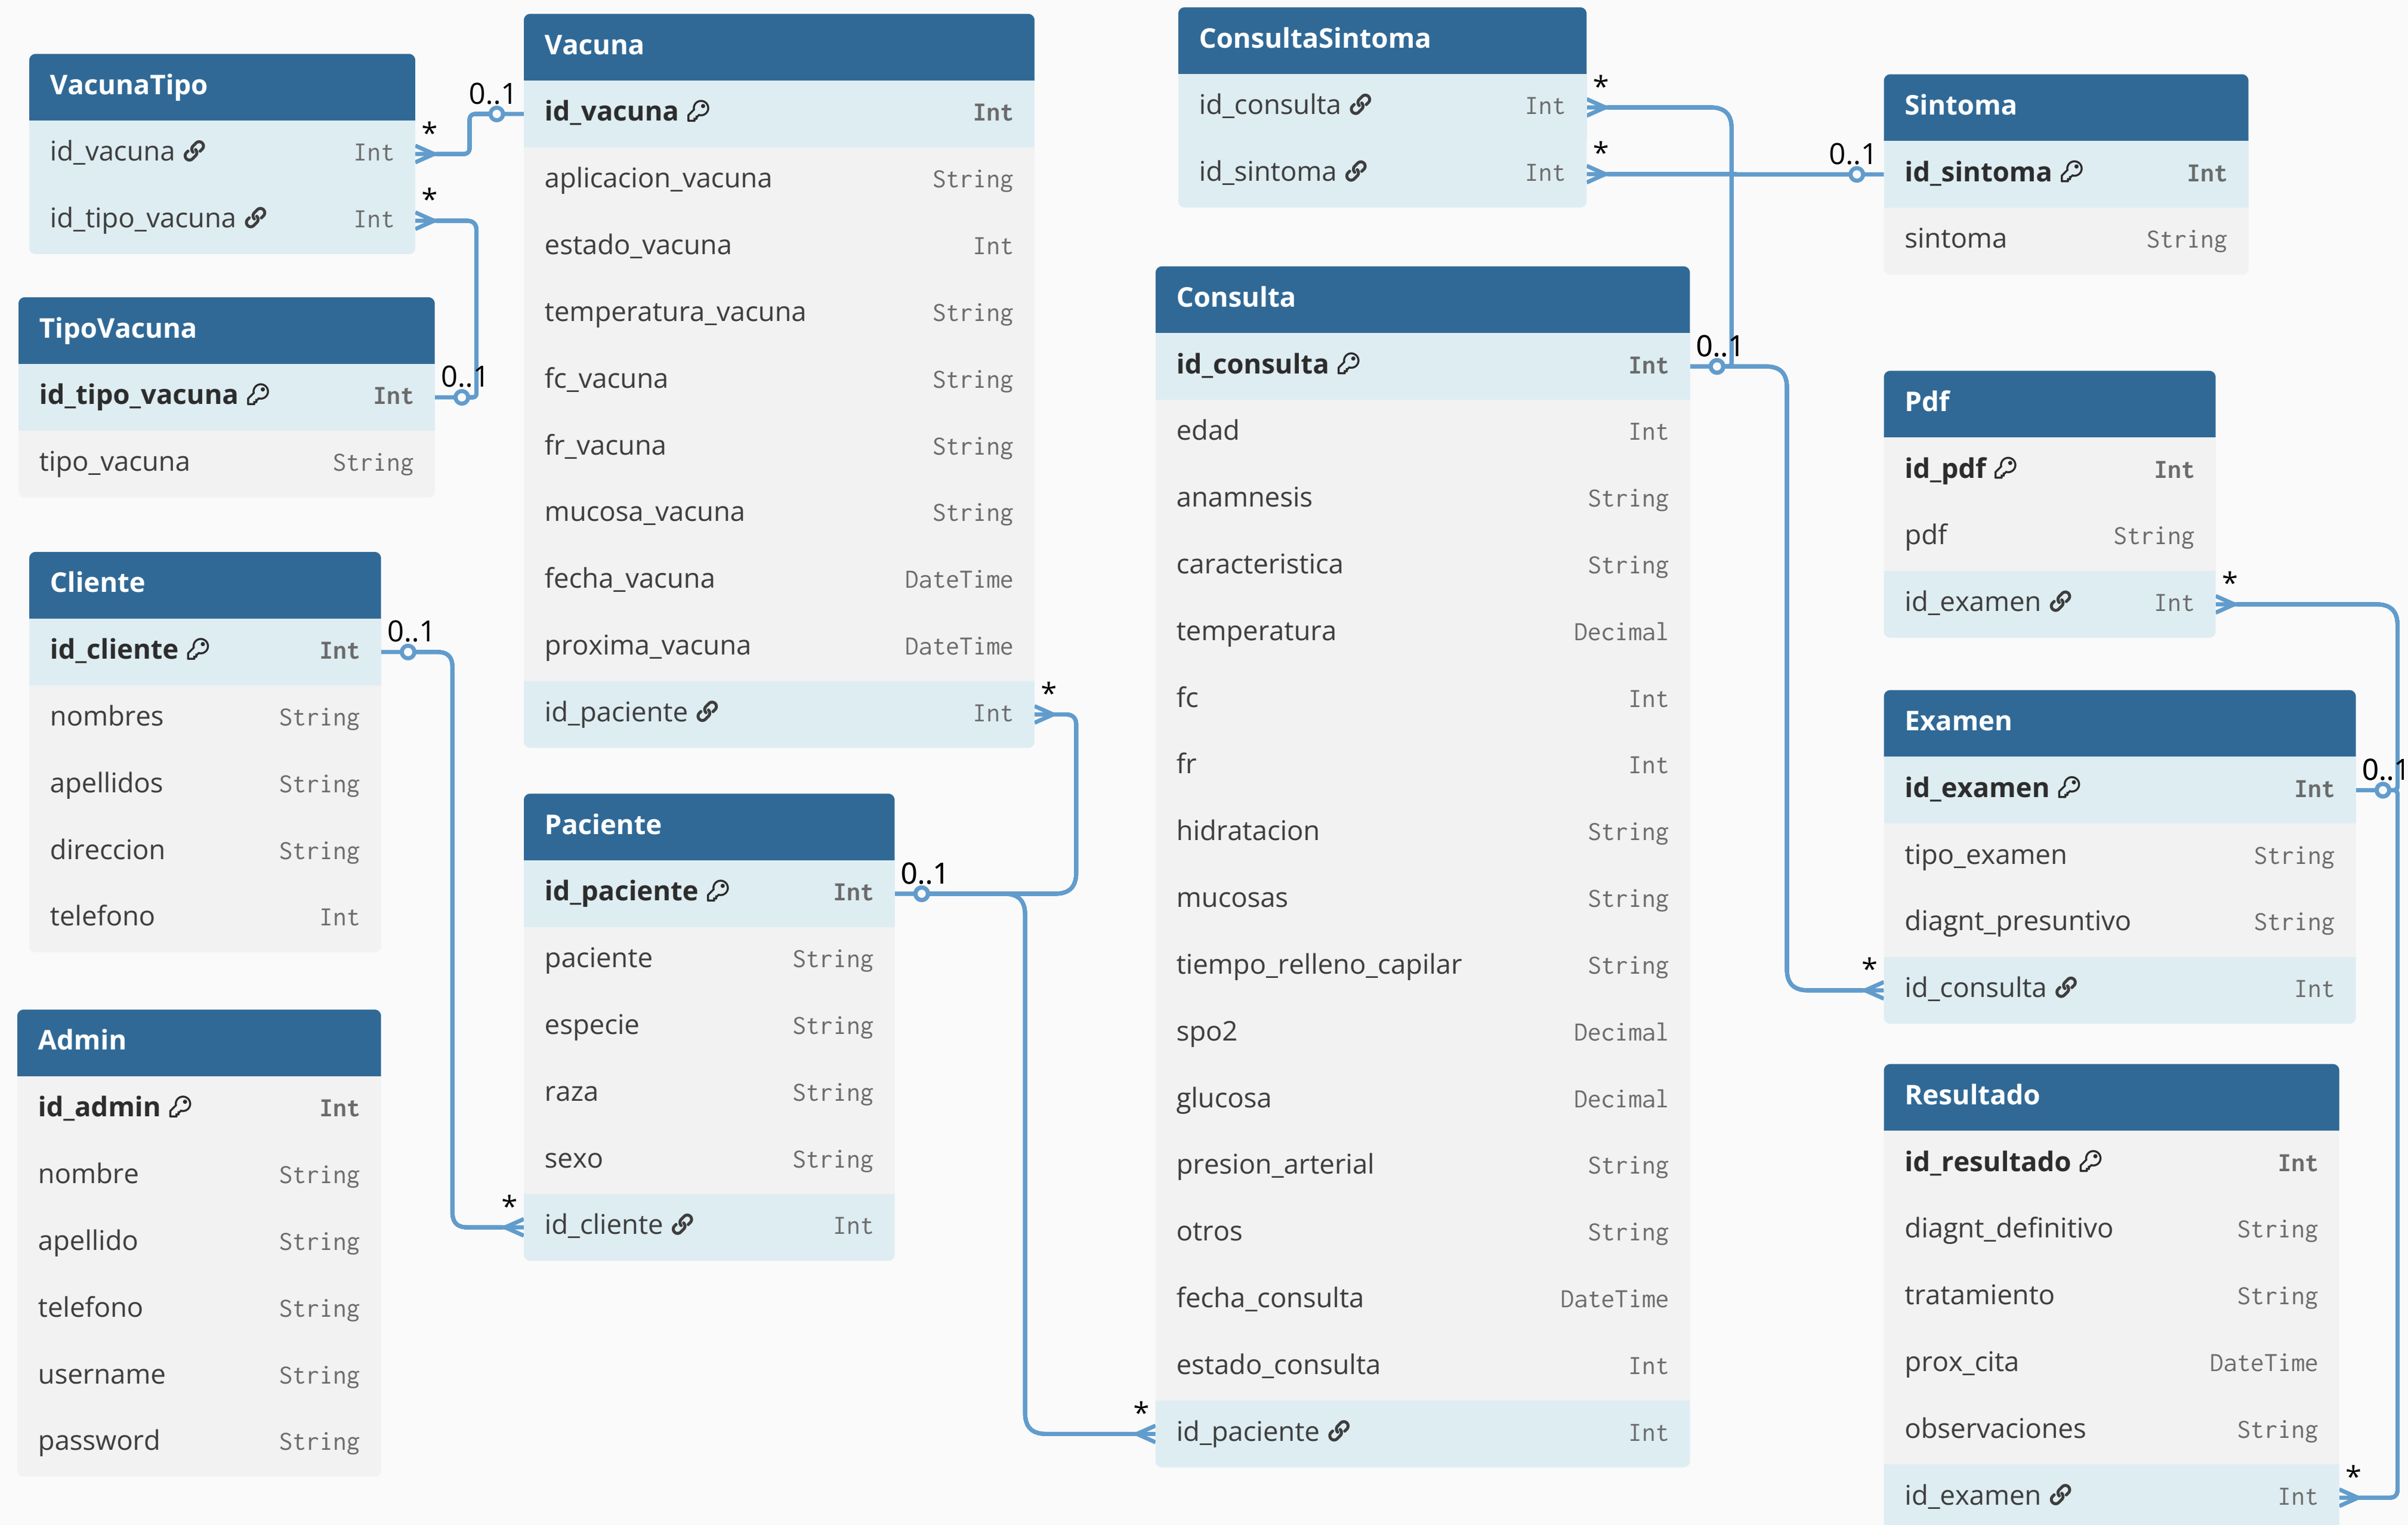 VacunaTipo
id_vacuna Int
id_tipo_vacuna Int
*
*
0..1
TipoVacuna
id_tipo_vacuna Int
tipo_vacuna String
0..1
Cliente
id_cliente Int
nombres String
apellidos String
direccion String
telefono Int
0..1
Admin
id_admin Int
nombre String
apellido String
telefono String
username String
password String
Vacuna
id_vacuna Int
aplicacion_vacuna String
estado_vacuna Int
temperatura_vacuna String
fc_vacuna String
fr_vacuna String
mucosa_vacuna String
fecha_vacuna DateTime
proxima_vacuna DateTime
id_paciente Int
*
Paciente
id_paciente Int
paciente String
especie String
raza String
sexo String
id_cliente Int
0..1
*
ConsultaSintoma
id_consulta Int
id_sintoma Int
*
*
Consulta
id_consulta Int
edad Int
anamnesis String
caracteristica String
temperatura Decimal
fc Int
fr Int
hidratacion String
mucosas String
tiempo_relleno_capilar String
spo2 Decimal
glucosa Decimal
presion_arterial String
otros String
fecha_consulta DateTime
estado_consulta Int
id_paciente Int
0..1
*
Sintoma
id_sintoma Int
sintoma String
0..1
Pdf
id_pdf Int
pdf String
id_examen Int
*
Examen
id_examen Int
tipo_examen String
diagnt_presuntivo String
id_consulta Int
0..1
*
Resultado
id_resultado Int
diagnt_definitivo String
tratamiento String
prox_cita DateTime
observaciones String
id_examen Int
*